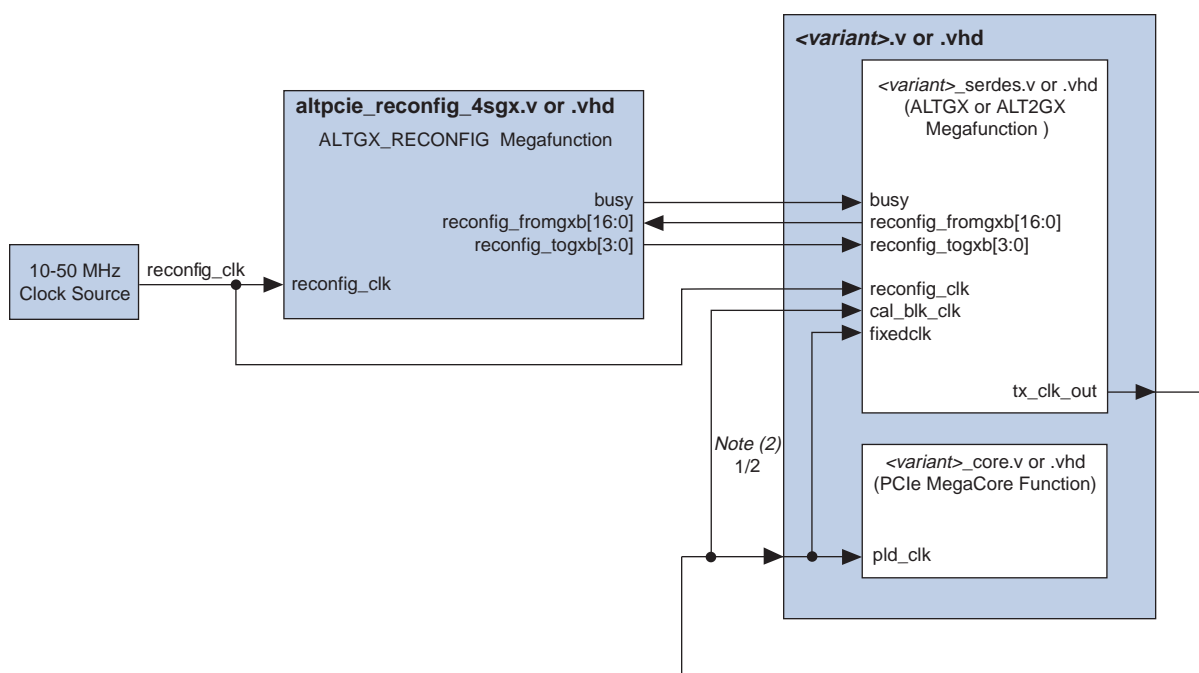 <variant>.v or .vhd
<variant>_serdes.v or .vhd
(ALTGX or ALT2GX
Megafunction )
altpcie_reconfig_4sgx.v or .vhd
ALTGX_RECONFIG Megafunction
busy
reconfig_fromgxb[16:0]
reconfig_togxb[3:0]
busy
reconfig_fromgxb[16:0]
reconfig_togxb[3:0]
10-50 MHz
Clock Source
reconfig_clk
reconfig_clk
reconfig_clk
cal_blk_clk
fixedclk
tx_clk_out
Note (2)
1/2
<variant>_core.v or .vhd
(PCIe MegaCore Function)
pld_clk